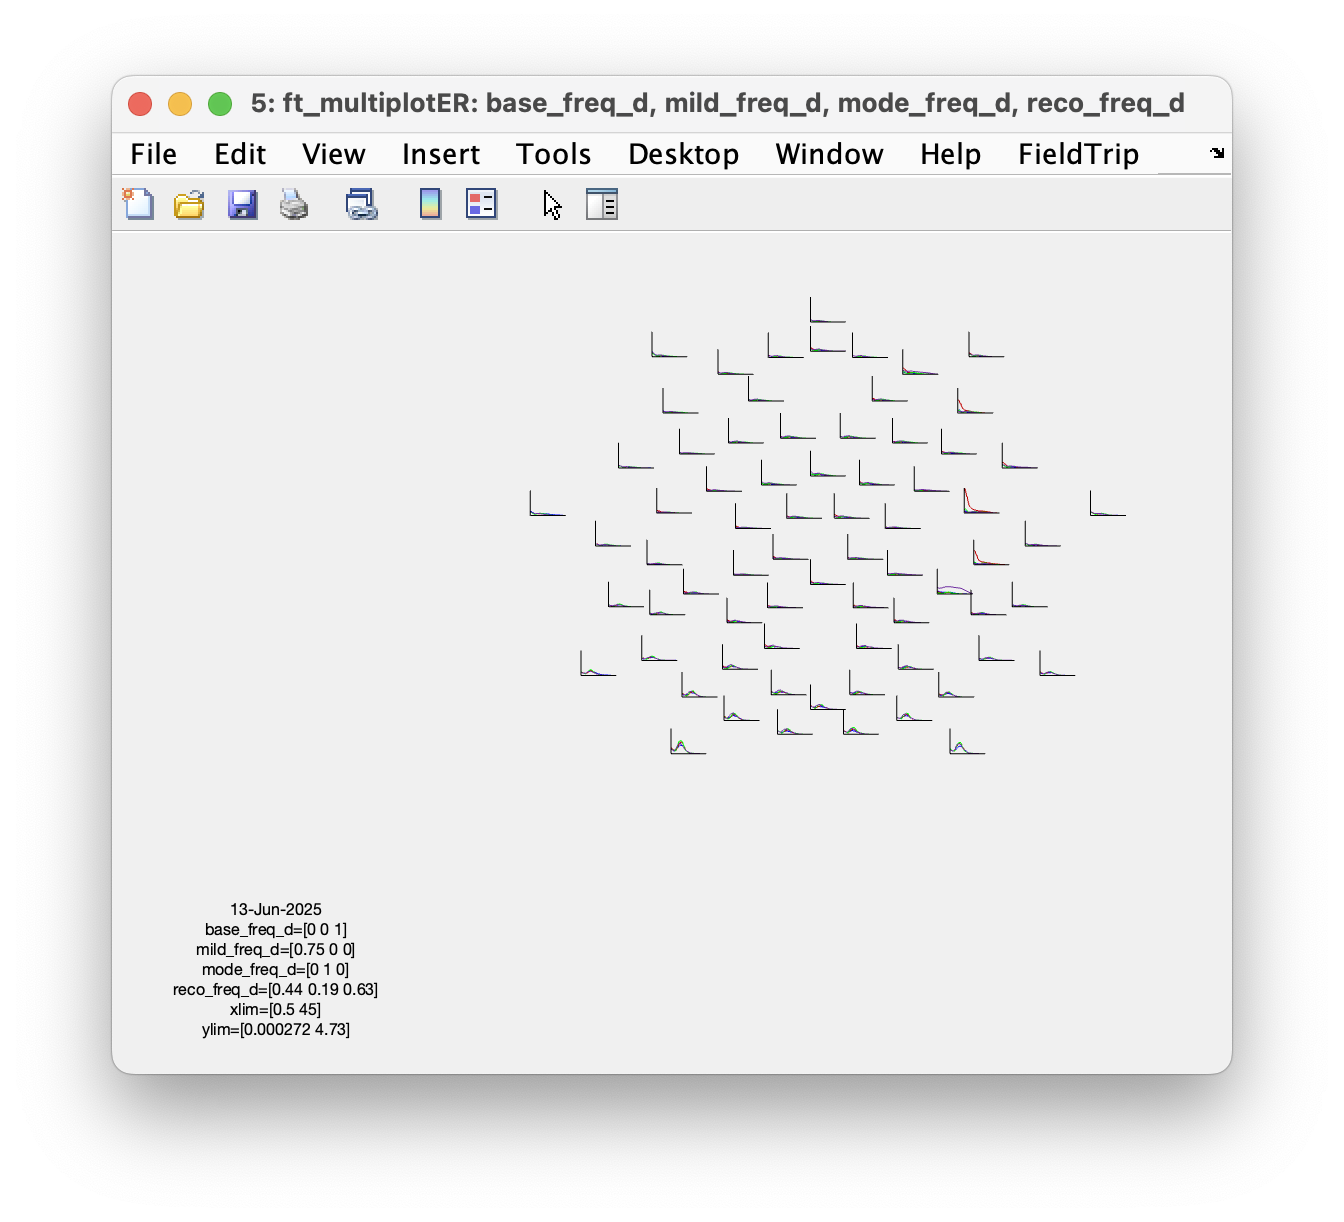 5: ft_multiplotER: base_freq_d, mild_freq_d, mode_freq_d, reco_freq_d
File Edit View Insert Tools Desktop Window Help FieldTrip
13-Jun-2025
base_freq_d=[0 0 1]
mild_freq_d=[0.75 0 0]
mode_freq_d=[0 1 0]
reco_freq_d=[0.44 0.19 0.63]
xlim=[0.5 45]
ylim=[0.000272 4.73]